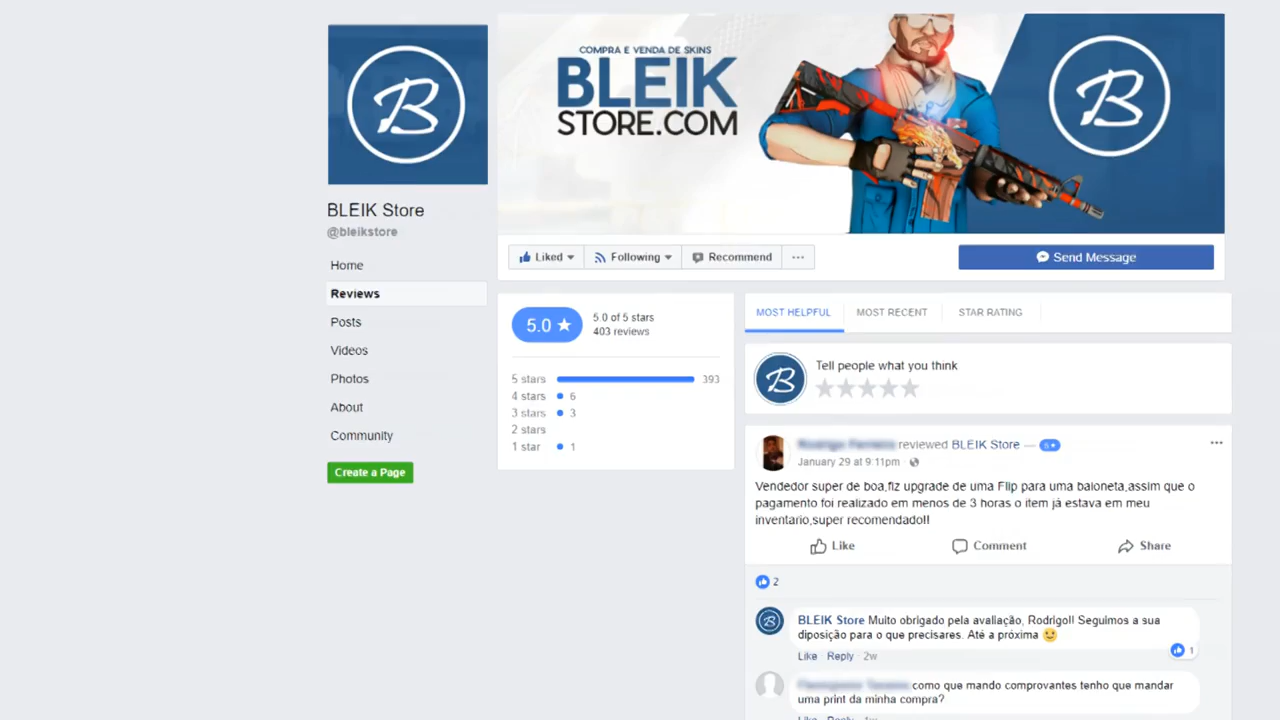 COMPRA E VENDA DE SKINS
BLEIK
STORE.COM
B
B
BLEIK Store
@bleikstore
Home
Reviews
Posts
Videos
Photos
About
Community
Create a Page
Liked
Following
Recommend
...
Send Message
5.0 ★
5.0 of 5 stars
403 reviews
5 stars 393
4 stars 6
3 stars 3
2 stars
1 star 1
MOST HELPFUL MOST RECENT STAR RATING
B
Tell people what you think
reviewed BLEIK Store — 5★
January 29 at 9:11pm
Vendedor super de boa,fiz upgrade de uma Flip para uma baioneta,assim que o
pagamento foi realizado em menos de 3 horas o item já estava em meu
inventario,super recomendado!!
Like Comment Share
2
B
BLEIK Store Muito obrigado pela avaliação, Rodrigo!! Seguimos a sua
diposição para o que precisares. Até a próxima 🙂
1
Like · Reply · 2w
como que mando comprovantes tenho que mandar
uma print da minha compra?
Like · Reply · 1w